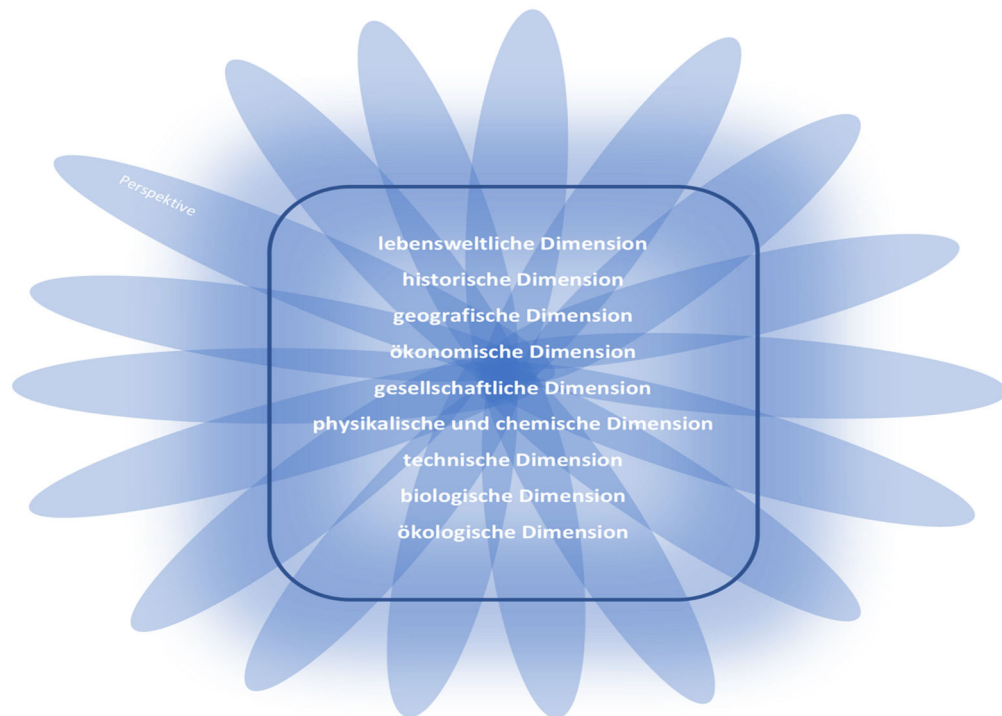 Perspektive
lebensweltliche Dimension
historische Dimension
geografische Dimension
ökonomische Dimension
gesellschaftliche Dimension
physikalische und chemische Dimension
technische Dimension
biologische Dimension
ökologische Dimension